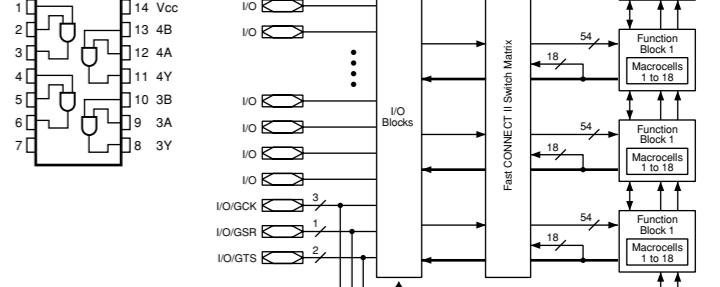 1
2
3
4
5
6
7
14 Vcc
13 4B
12 4A
11 4Y
10 3B
9 3A
8 3Y
I/O
I/O
I/O
I/O
I/O
I/O
I/O/GCK
3
I/O/GSR
1
I/O/GTS
2
I/O
Blocks
Fast CONNECT II Switch Matrix
54
18
Function
Block 1
Macrocells
1 to 18
54
18
Function
Block 1
Macrocells
1 to 18
54
18
Function
Block 1
Macrocells
1 to 18